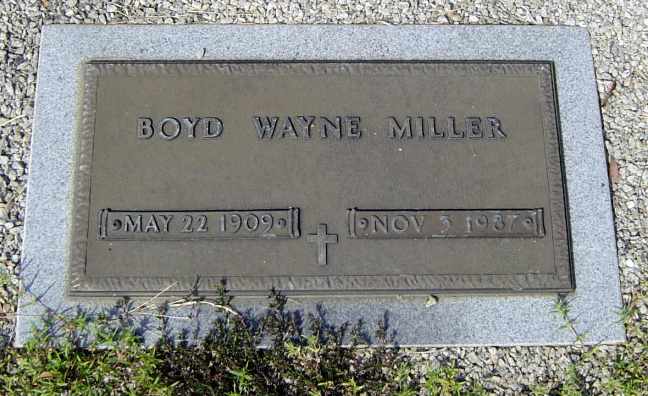 BOYD WAYNE MILLER
MAY 22 1909 NOV 3 1987